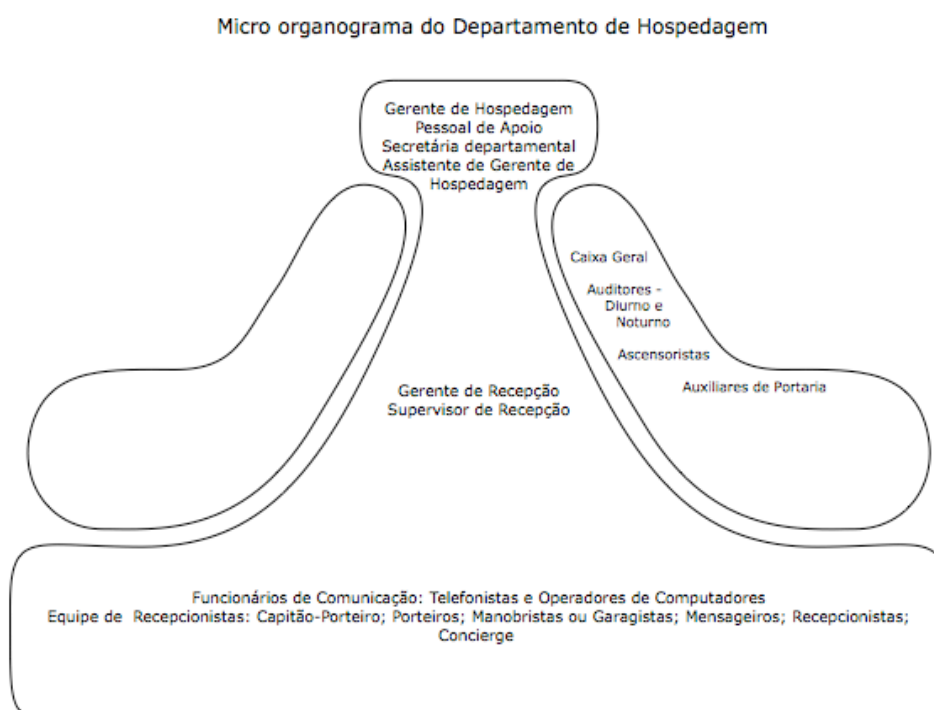 Micro organograma do Departamento de Hospedagem
Gerente de Hospedagem
Pessoal de Apoio
Secretária departamental
Assistente de Gerente de
Hospedagem
Caixa Geral
Auditores -
Diurno e
Noturno
Ascensoristas
Auxiliares de Portaria
Gerente de Recepção
Supervisor de Recepção
Funcionários de Comunicação: Telefonistas e Operadores de Computadores
Equipe de Recepcionistas: Capitão-Porteiro; Porteiros; Manobristas ou Garagistas; Mensageiros; Recepcionistas;
Concierge